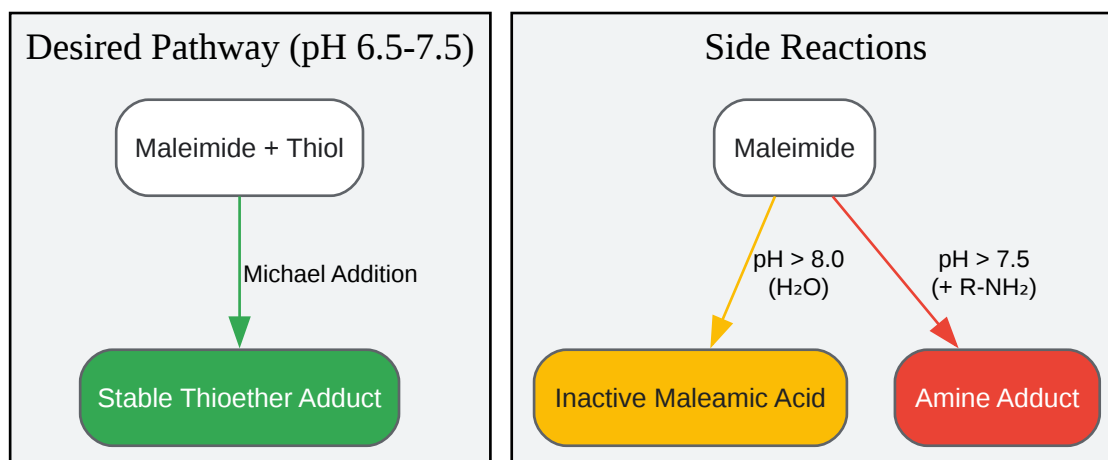 Desired Pathway (pH 6.5-7.5)
Maleimide + Thiol
Michael Addition
Stable Thioether Adduct
Side Reactions
Maleimide
pH > 8.0
(H₂O)
pH > 7.5
(+ R-NH₂)
Inactive Maleamic Acid
Amine Adduct